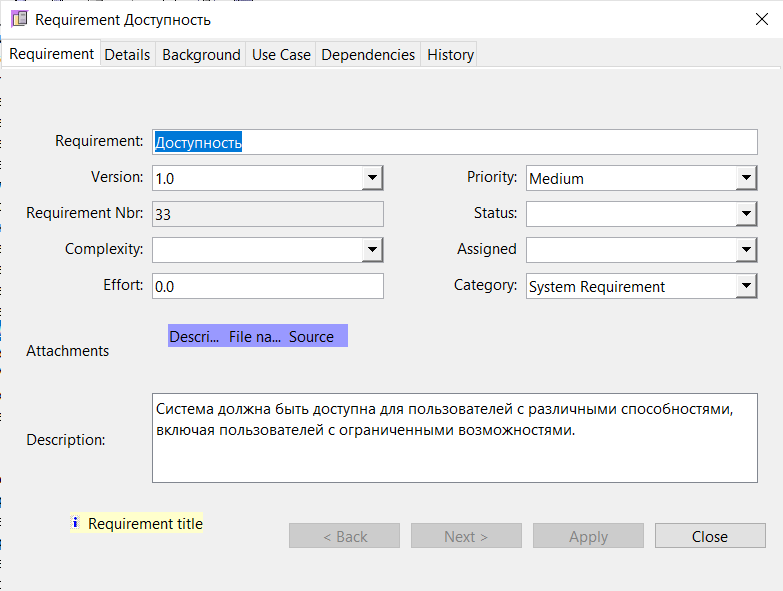 Requirement Доступность
Requirement Details Background Use Case Dependencies History
Requirement: Доступность
Version: 1.0 Priority: Medium
Requirement Nbr: 33 Status:
Complexity: Assigned
Effort: 0.0 Category: System Requirement
Descri... File na... Source
Attachments
Система должна быть доступна для пользователей с различными способностями,
включая пользователей с ограниченными возможностями.
Description:
Requirement title
< Back Next > Apply Close